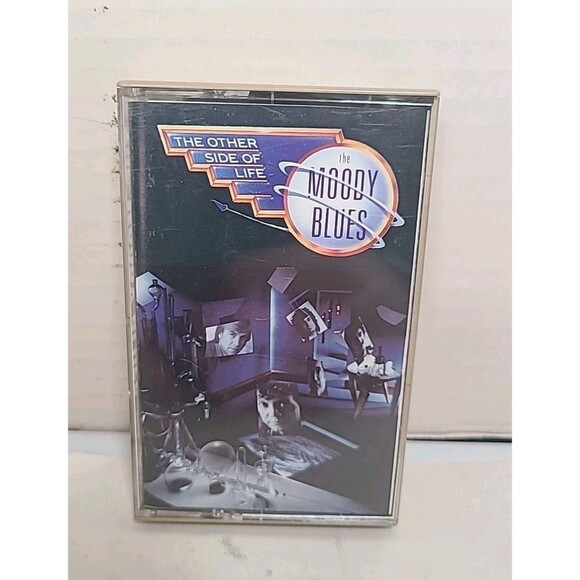 THE OTHER
SIDE OF
LIFE
the
MOODY
BLUES